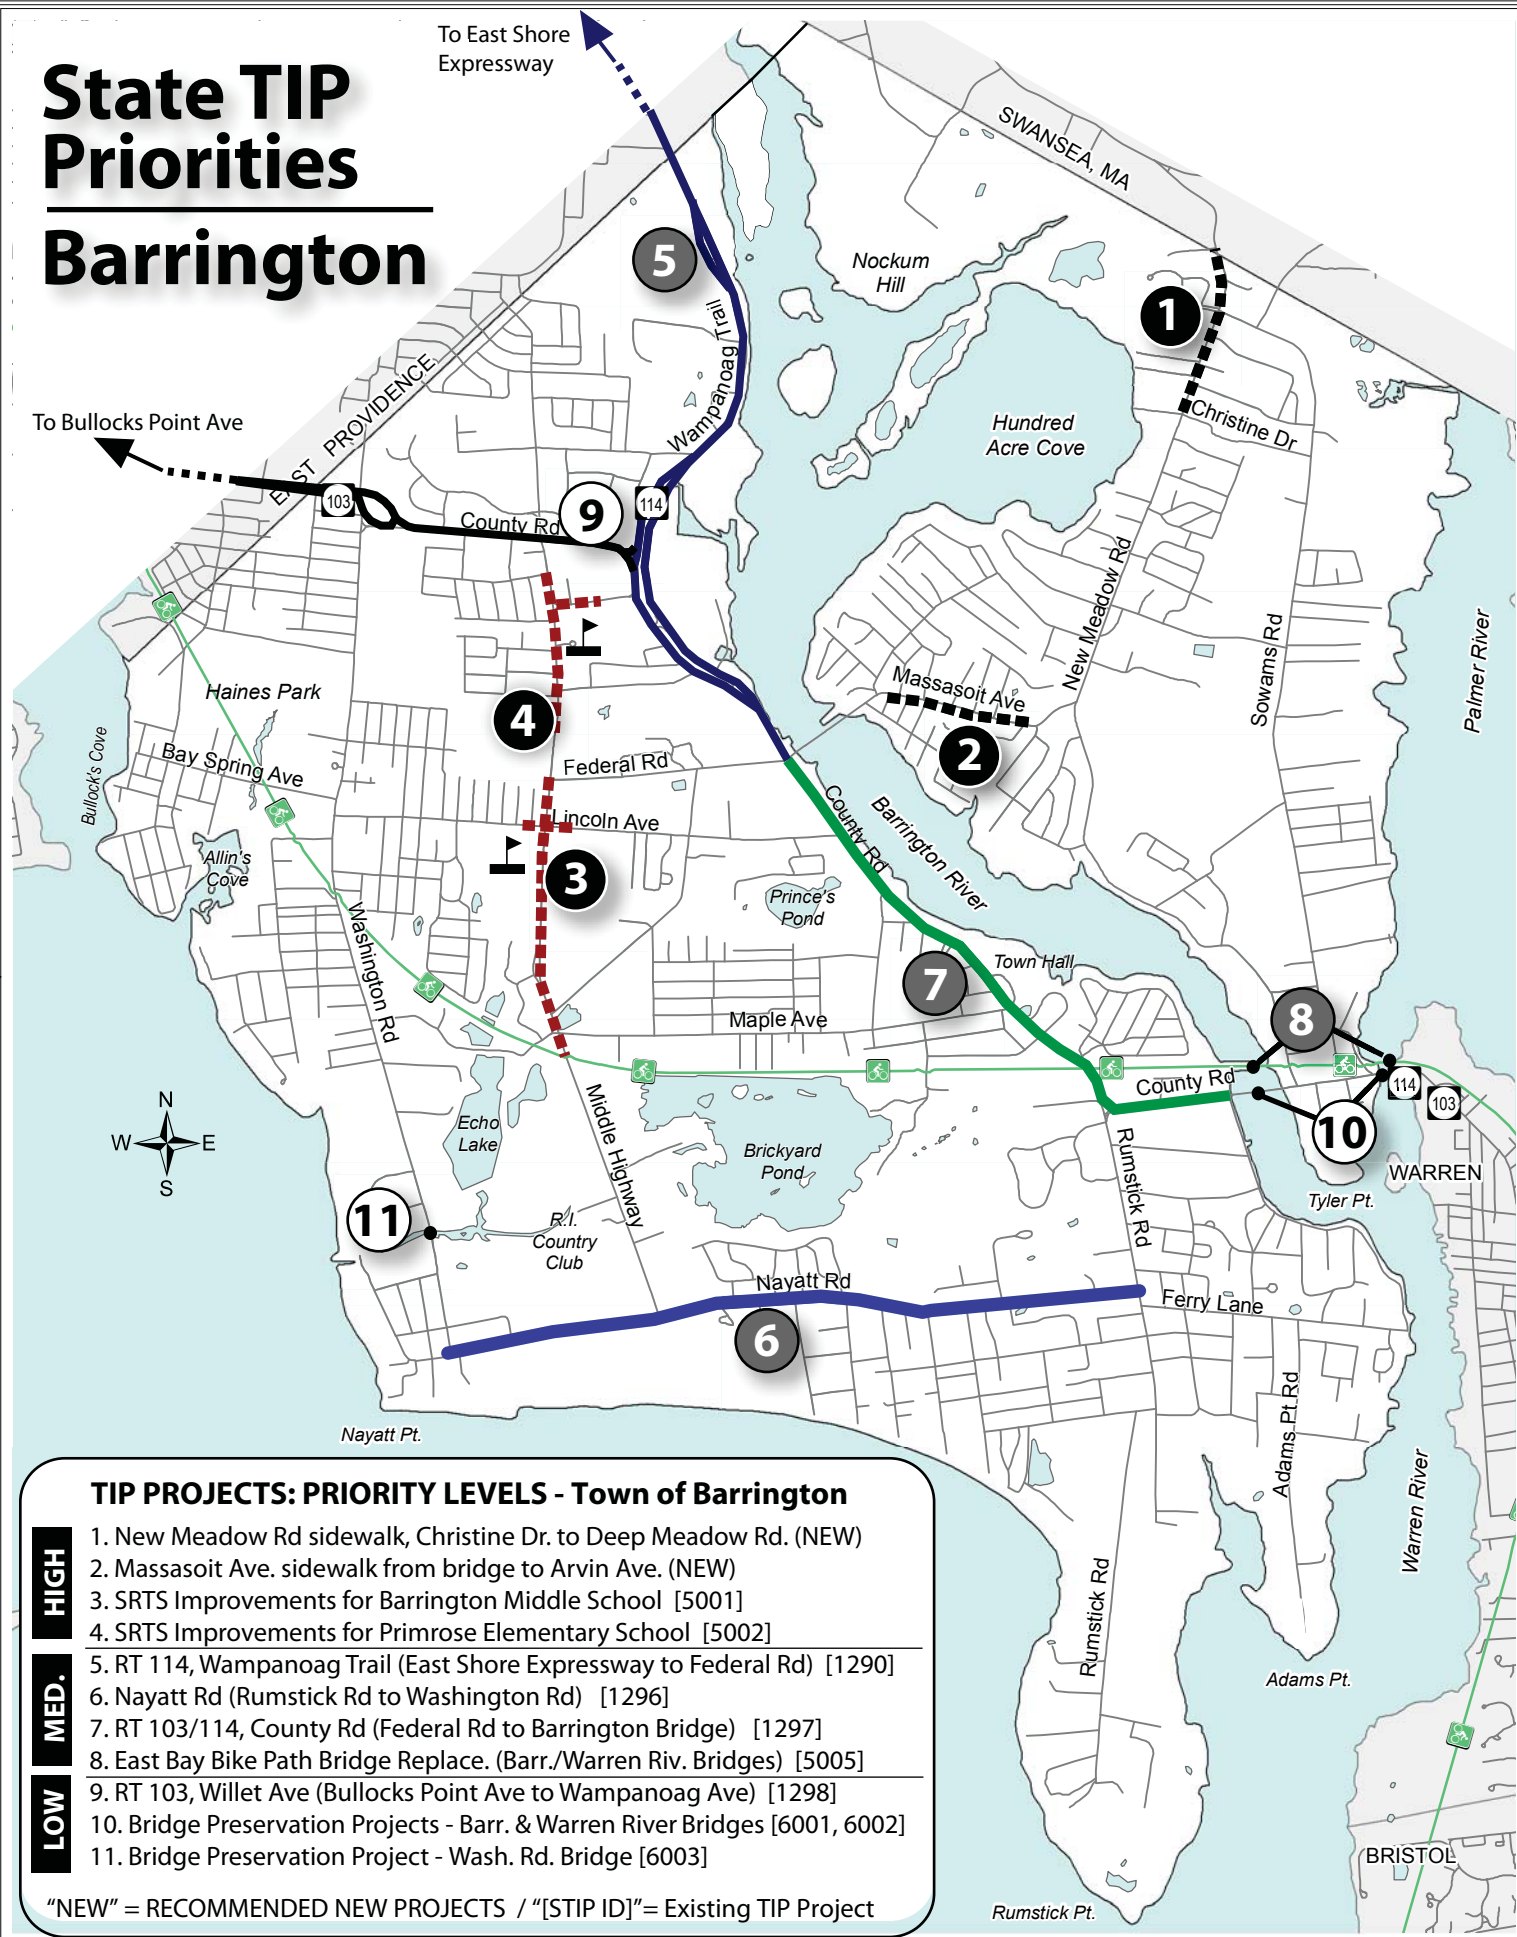 To East Shore
Expressway
State TIP
Priorities
Barrington
SWANSEA, MA
5
Nockum
Hill
1
Wampanoag Trail
EAST PROVIDENCE
To Bullocks Point Ave
Christine Dr
Hundred
Acre Cove
103
County Rd
9
114
New Meadow Rd
Sowams Rd
Palmer River
Massasoit Ave
2
Haines Park
4
Bullock's Cove
Bay Spring Ave
Federal Rd
Lincoln Ave
County Rd
Barrington River
Allin's
Cove
3
Prince's
Pond
Washington Rd
7
Town Hall
Maple Ave
8
County Rd
114
103
10
WARREN
N
W E
S
Echo
Lake
Middle Highway
Brickyard
Pond
Rumstick Rd
Tyler Pt.
11
R.I.
Country
Club
Nayatt Rd
Ferry Lane
6
Adams Pt Rd
Nayatt Pt.
Warren River
Rumstick Rd
Adams Pt.
BRISTOL
Rumstick Pt.
TIP PROJECTS: PRIORITY LEVELS - Town of Barrington
HIGH
1. New Meadow Rd sidewalk, Christine Dr. to Deep Meadow Rd. (NEW)
2. Massasoit Ave. sidewalk from bridge to Arvin Ave. (NEW)
3. SRTS Improvements for Barrington Middle School [5001]
4. SRTS Improvements for Primrose Elementary School [5002]
MED.
5. RT 114, Wampanoag Trail (East Shore Expressway to Federal Rd) [1290]
6. Nayatt Rd (Rumstick Rd to Washington Rd) [1296]
7. RT 103/114, County Rd (Federal Rd to Barrington Bridge) [1297]
8. East Bay Bike Path Bridge Replace. (Barr./Warren Riv. Bridges) [5005]
LOW
9. RT 103, Willet Ave (Bullocks Point Ave to Wampanoag Ave) [1298]
10. Bridge Preservation Projects - Barr. & Warren River Bridges [6001, 6002]
11. Bridge Preservation Project - Wash. Rd. Bridge [6003]
“NEW” = RECOMMENDED NEW PROJECTS / “[STIP ID]”= Existing TIP Project